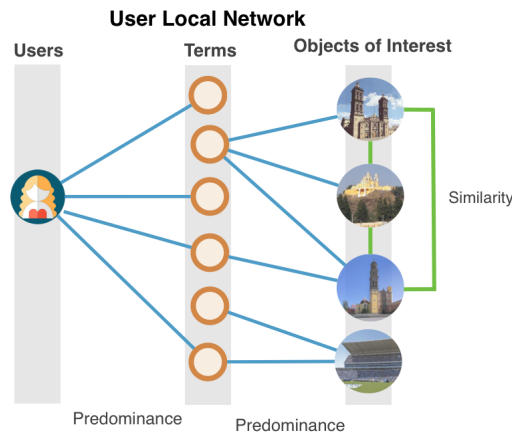 User Local Network
Users
Terms
Objects of Interest
Similarity
Predominance
Predominance